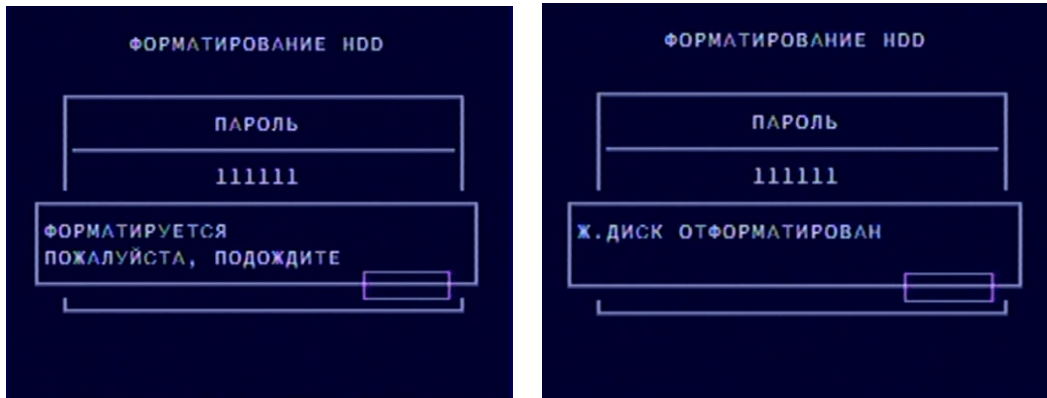 ФОРМАТИРОВАНИЕ HDD
ПАРОЛЬ
111111
ФОРМАТИРУЕТСЯ
ПОЖАЛУЙСТА, ПОДОЖДИТЕ
ФОРМАТИРОВАНИЕ HDD
ПАРОЛЬ
111111
Ж.ДИСК ОТФОРМАТИРОВАН